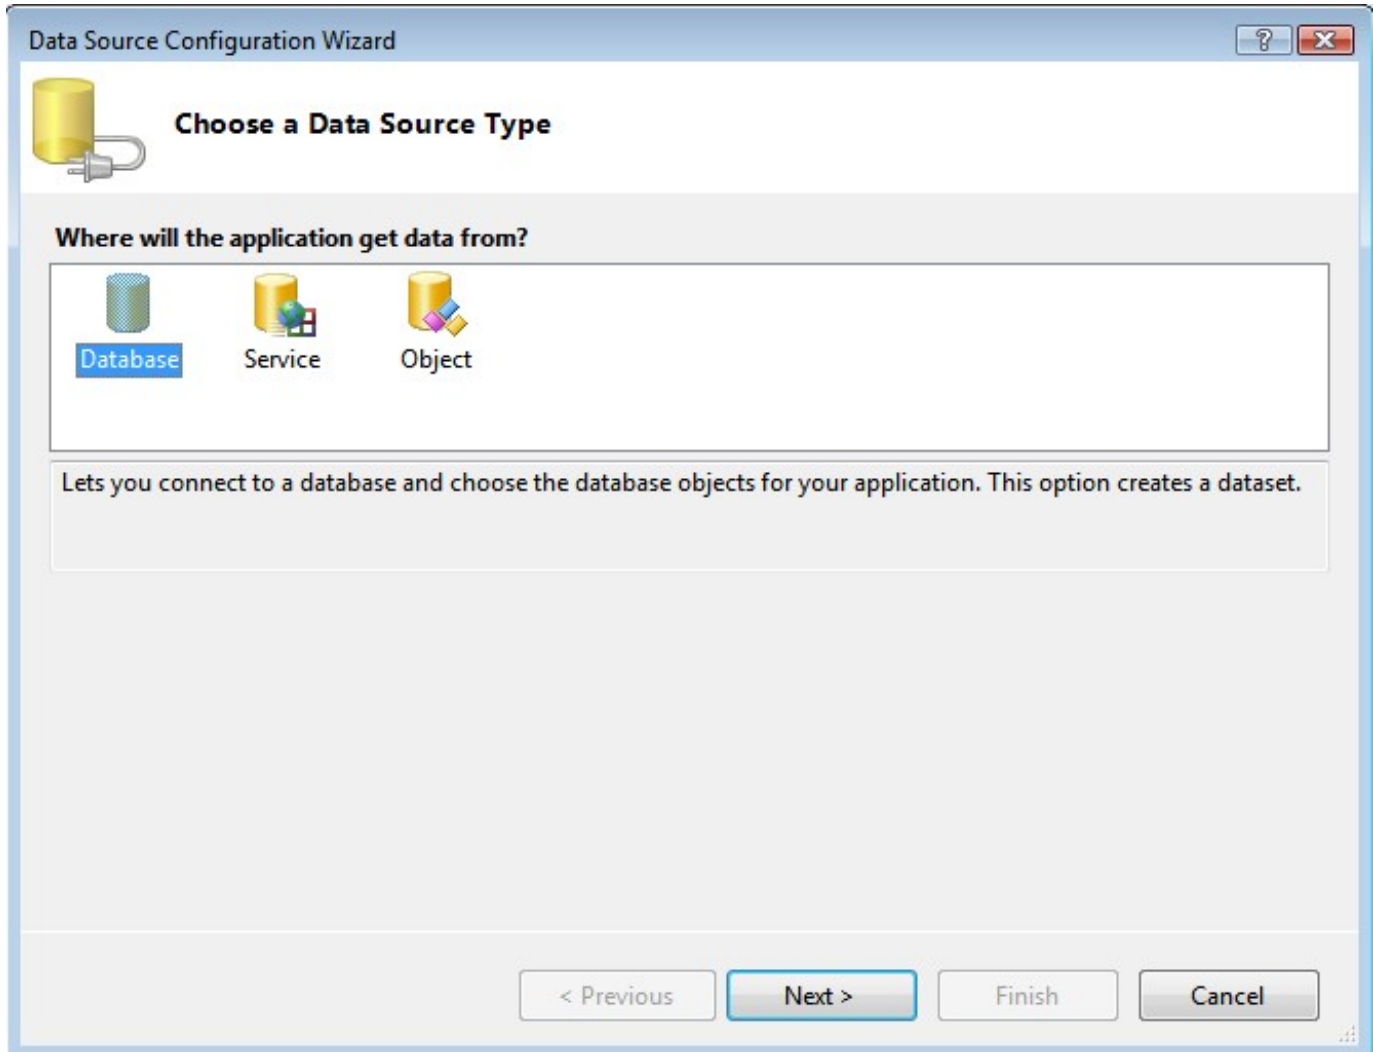 Data Source Configuration Wizard
Choose a Data Source Type
Where will the application get data from?
Database Service Object
Lets you connect to a database and choose the database objects for your application. This option creates a dataset.
< Previous Next > Finish Cancel